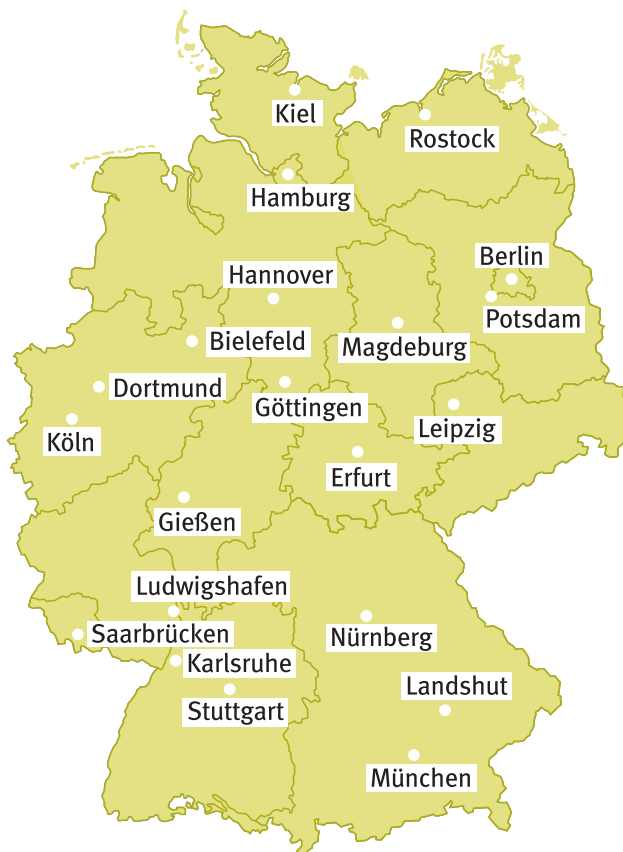 Kiel
Rostock
Hamburg
Berlin
Hannover
Potsdam
Bielefeld
Magdeburg
Dortmund
Göttingen
Leipzig
Köln
Erfurt
Gießen
Ludwigshafen
Saarbrücken
Nürnberg
Karlsruhe
Landshut
Stuttgart
München